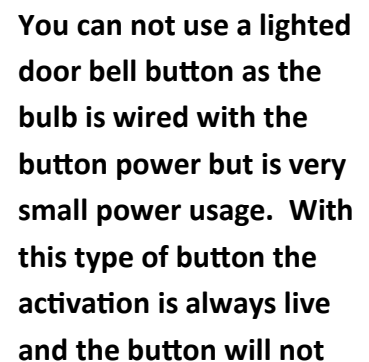 You can not use a lighted
door bell button as the
bulb is wired with the
button power but is very
small power usage.  With
this type of button the
activation is always live
and the button will not